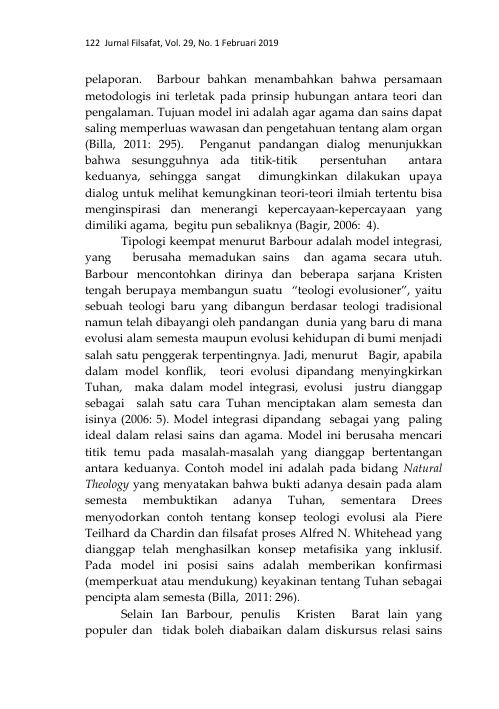 122 Jurnal Filsafat, Vol. 29, No. 1 Februari 2019
pelaporan. Barbour bahkan menambahkan bahwa persamaan
metodologis ini terletak pada prinsip hubungan antara teori dan
pengalaman. Tujuan model ini adalah agar agama dan sains dapat
saling memperluas wawasan dan pengetahuan tentang alam organ
(Billa, 2011: 295). Penganut pandangan dialog menunjukkan
bahwa sesungguhnya ada titik-titik persentuhan antara
keduanya, sehingga sangat dimungkinkan dilakukan upaya
dialog untuk melihat kemungkinan teori-teori ilmiah tertentu bisa
menginspirasi dan menerangi kepercayaan-kepercayaan yang
dimiliki agama, begitu pun sebaliknya (Bagir, 2006: 4).
Tipologi keempat menurut Barbour adalah model integrasi,
yang berusaha memadukan sains dan agama secara utuh.
Barbour mencontohkan dirinya dan beberapa sarjana Kristen
tengah berupaya membangun suatu “teologi evolusioner”, yaitu
sebuah teologi baru yang dibangun berdasar teologi tradisional
namun telah dibayangi oleh pandangan dunia yang baru di mana
evolusi alam semesta maupun evolusi kehidupan di bumi menjadi
salah satu penggerak terpentingnya. Jadi, menurut Bagir, apabila
dalam model konflik, teori evolusi dipandang menyingkirkan
Tuhan, maka dalam model integrasi, evolusi justru dianggap
sebagai salah satu cara Tuhan menciptakan alam semesta dan
isinya (2006: 5). Model integrasi dipandang sebagai yang paling
ideal dalam relasi sains dan agama. Model ini berusaha mencari
titik temu pada masalah-masalah yang dianggap bertentangan
antara keduanya. Contoh model ini adalah pada bidang Natural
Theology yang menyatakan bahwa bukti adanya desain pada alam
semesta membuktikan adanya Tuhan, sementara Drees
menyodorkan contoh tentang konsep teologi evolusi ala Piere
Teilhard da Chardin dan filsafat proses Alfred N. Whitehead yang
dianggap telah menghasilkan konsep metafisika yang inklusif.
Pada model ini posisi sains adalah memberikan konfirmasi
(memperkuat atau mendukung) keyakinan tentang Tuhan sebagai
pencipta alam semesta (Billa, 2011: 296).
Selain Ian Barbour, penulis Kristen Barat lain yang
populer dan tidak boleh diabaikan dalam diskursus relasi sains